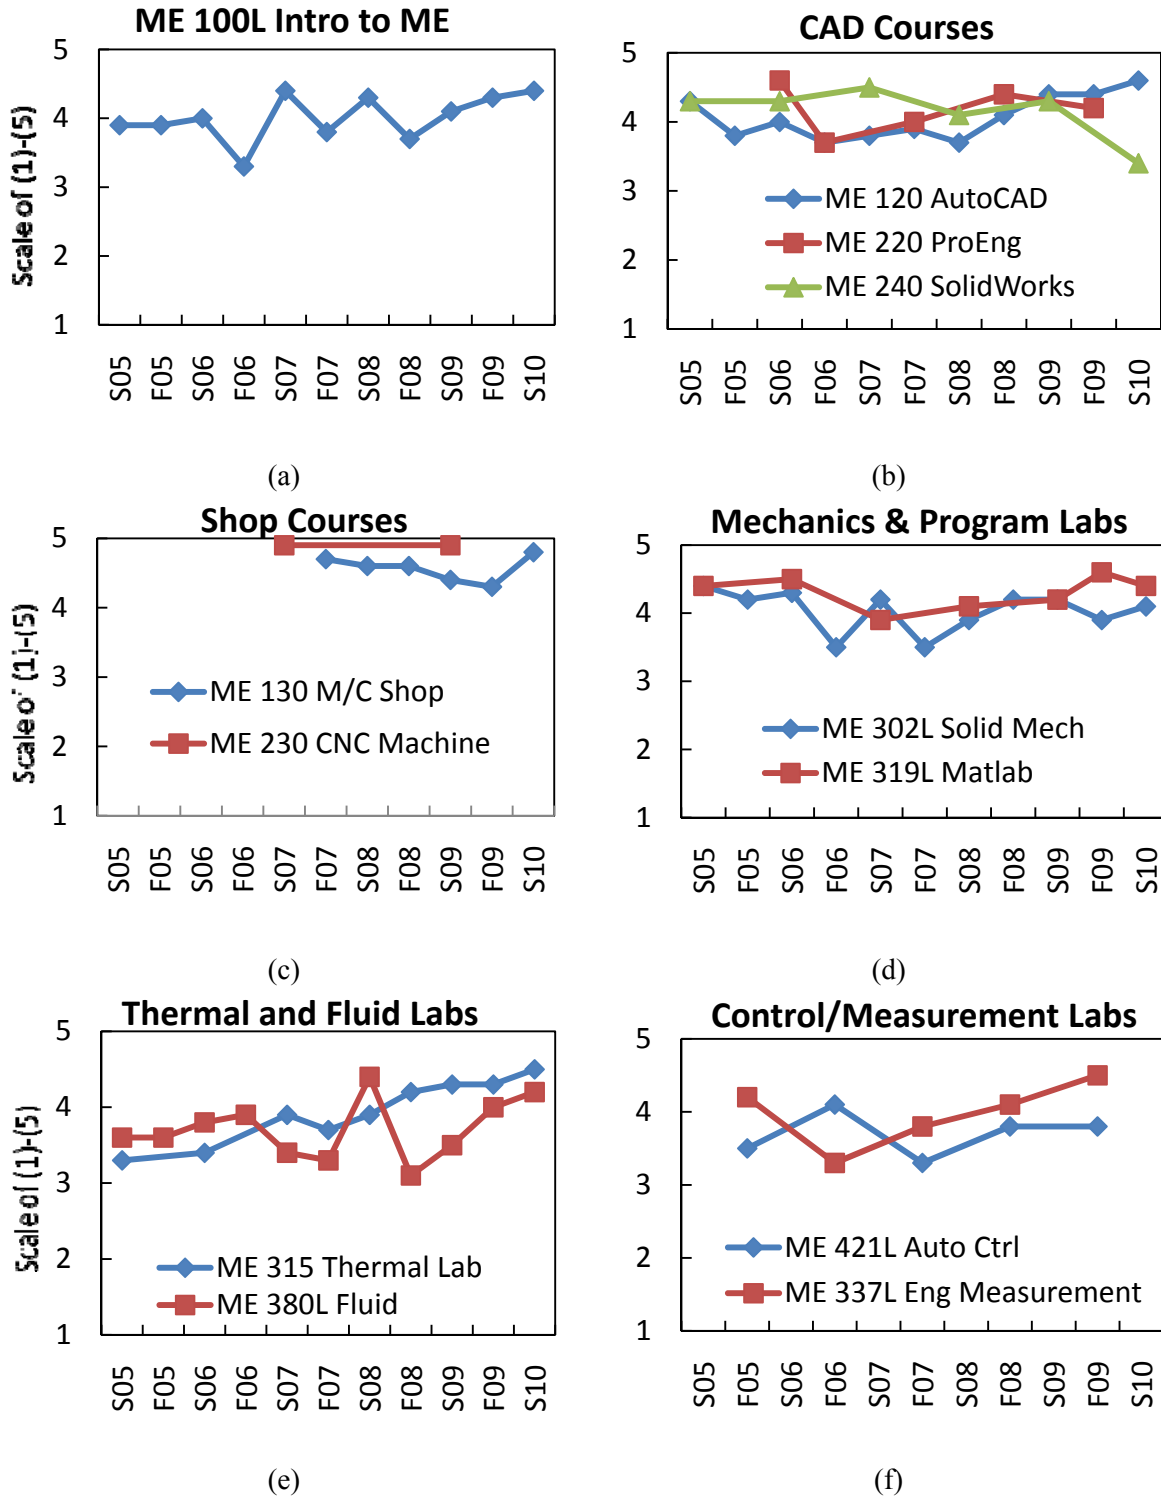 ME 100L Intro to ME
Scale of (1)-(5)
5
4
3
2
1
S05 F05 S06 F06 S07 F07 S08 F08 S09 F09 S10
(a)
CAD Courses
5
4
3
2
1
ME 120 AutoCAD
ME 220 ProEng
ME 240 SolidWorks
S05 F05 S06 F06 S07 F07 S08 F08 S09 F09 S10
(b)
Shop Courses
Scale of (1)-(5)
5
4
3
2
1
ME 130 M/C Shop
ME 230 CNC Machine
S05 F05 S06 F06 S07 F07 S08 F08 S09 F09 S10
(c)
Mechanics & Program Labs
5
4
3
2
1
ME 302L Solid Mech
ME 319L Matlab
S05 F05 S06 F06 S07 F07 S08 F08 S09 F09 S10
(d)
Thermal and Fluid Labs
Scale of (1)-(5)
5
4
3
2
1
ME 315 Thermal Lab
ME 380L Fluid
S05 F05 S06 F06 S07 F07 S08 F08 S09 F09 S10
(e)
Control/Measurement Labs
5
4
3
2
1
ME 421L Auto Ctrl
ME 337L Eng Measurement
S05 F05 S06 F06 S07 F07 S08 F08 S09 F09 S10
(f)